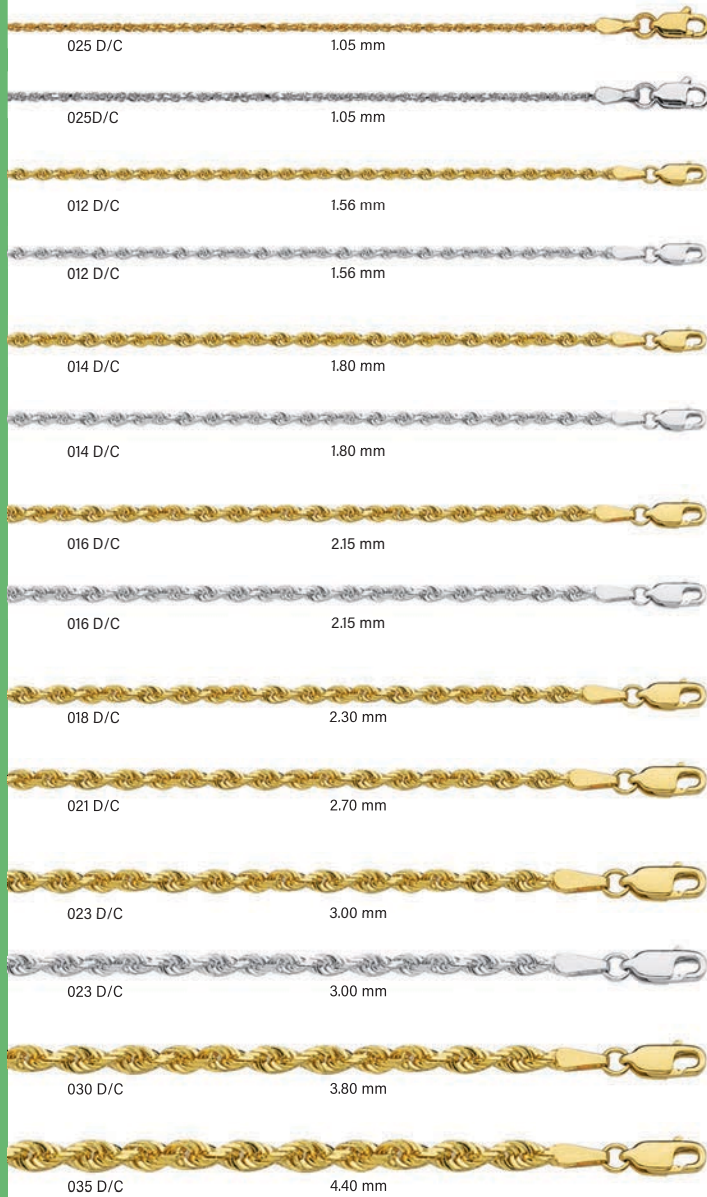 025 D/C 1.05 mm
025D/C 1.05 mm
012 D/C 1.56 mm
012 D/C 1.56 mm
014 D/C 1.80 mm
014 D/C 1.80 mm
016 D/C 2.15 mm
016 D/C 2.15 mm
018 D/C 2.30 mm
021 D/C 2.70 mm
023 D/C 3.00 mm
023 D/C 3.00 mm
030 D/C 3.80 mm
035 D/C 4.40 mm